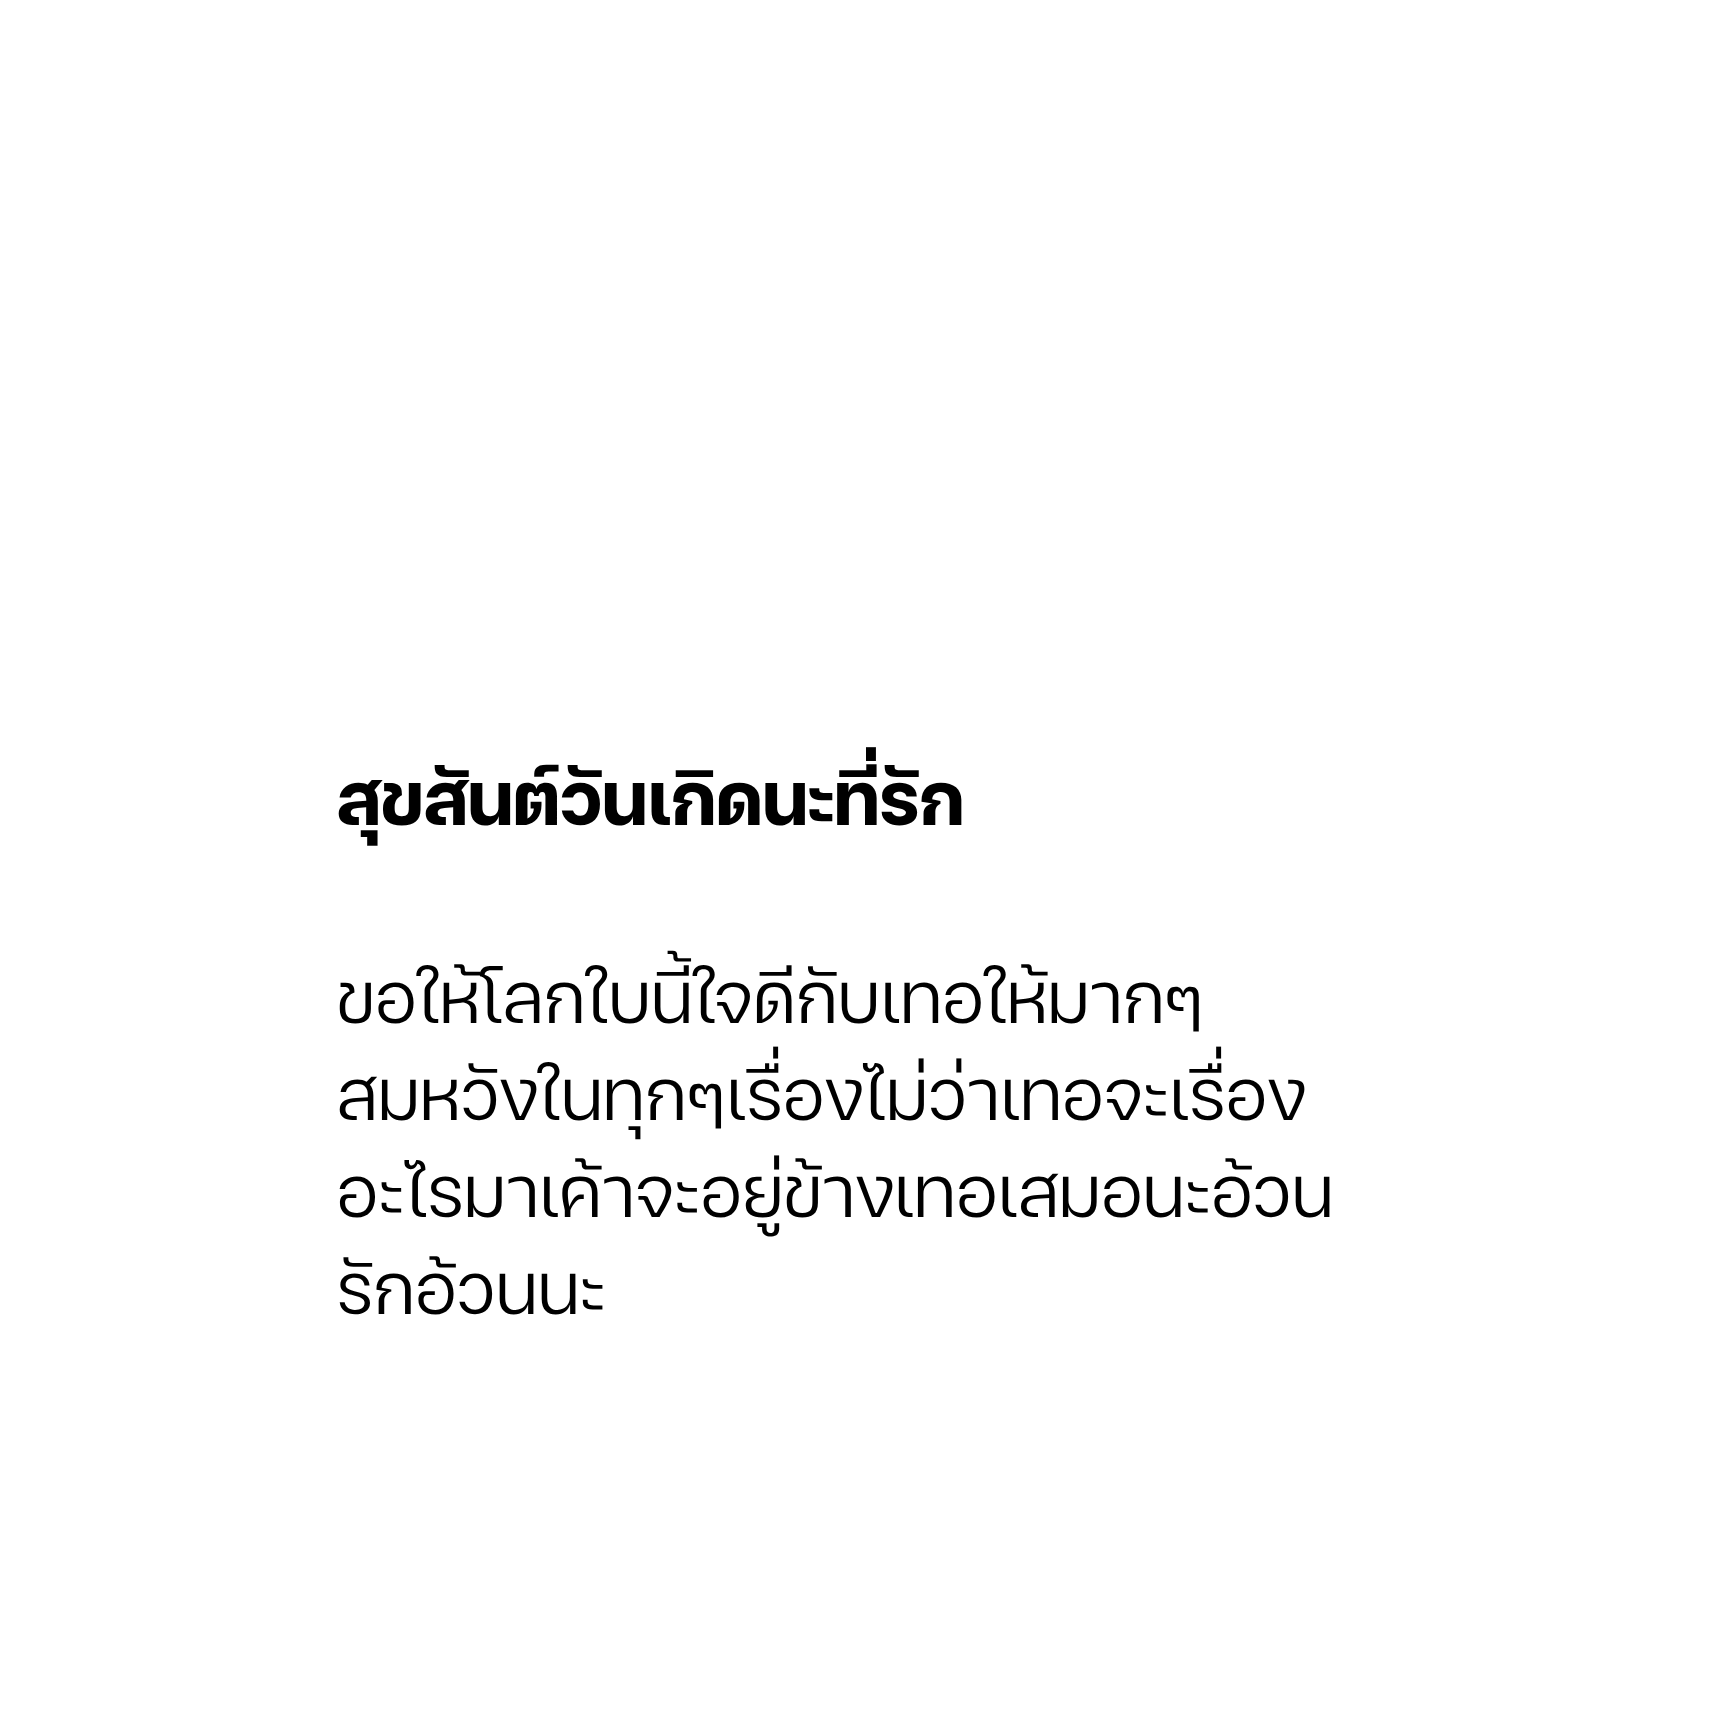 สุขสันต์วันเกิดนะที่รัก
ขอให้โลกใบนี้ใจดีกับเทอให้มากๆ
สมหวังในทุกๆเรื่องไม่ว่าเทอจะเรื่อง
อะไรมาเค้าจะอยู่ข้างเทอเสมอนะอ้วน
รักอ้วนนะ